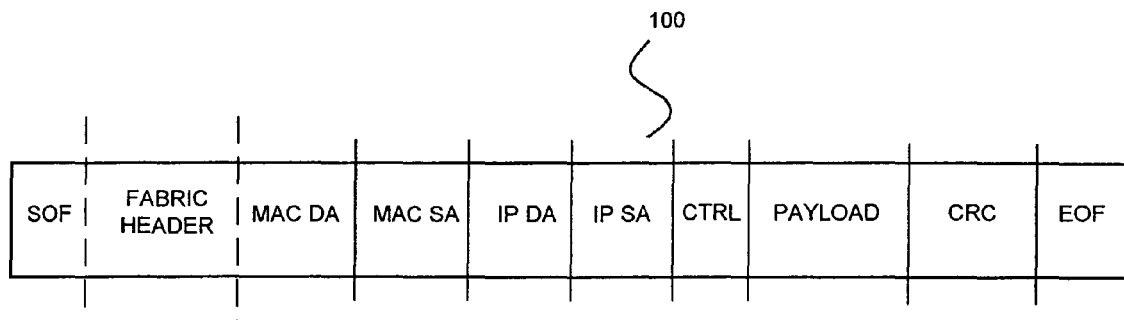 100
SOF
FABRIC
HEADER
MAC DA
MAC SA
IP DA
IP SA
CTRL
PAYLOAD
CRC
EOF